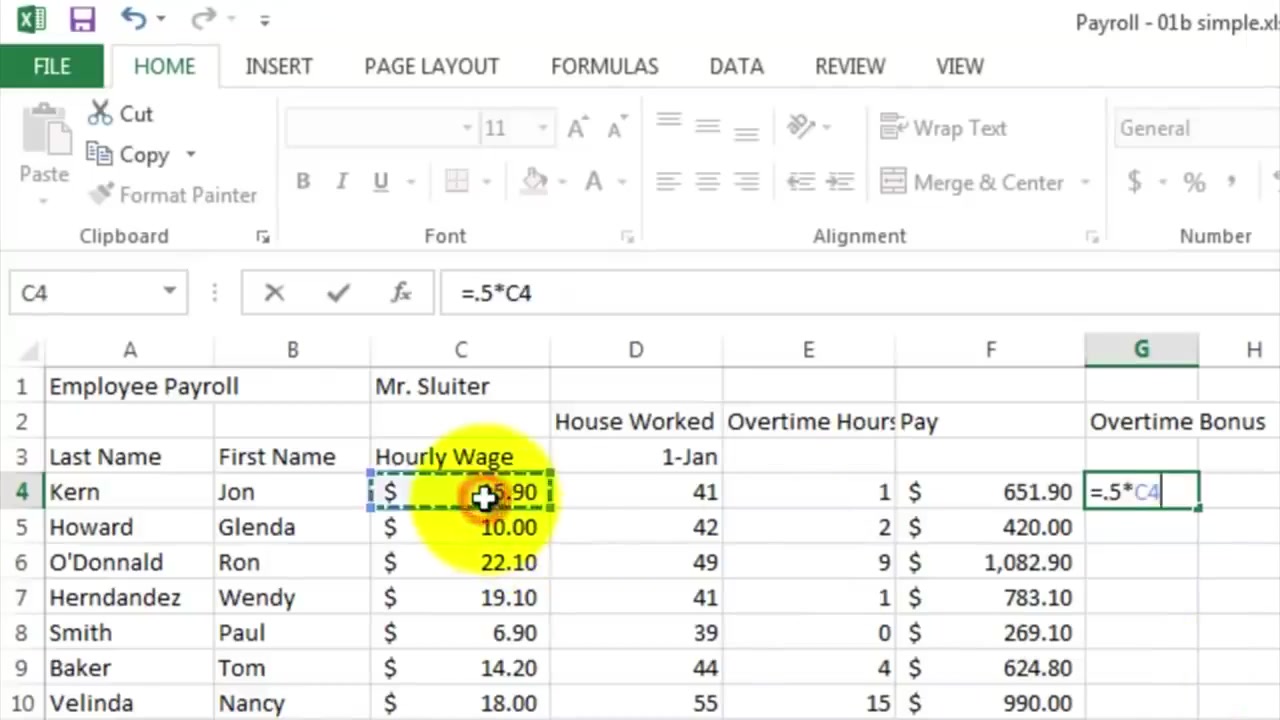 Payroll - 01b simple.xls
FILE HOME INSERT PAGE LAYOUT FORMULAS DATA REVIEW VIEW
Paste
Cut
Copy
Format Painter
11
B I U A
Wrap Text
Merge & Center
General
$ % ,
Clipboard Font Alignment Number
C4 fx =.5*C4
A B C D E F G H
1 Employee Payroll Mr. Sluiter
2 House Worked Overtime Hours Pay Overtime Bonus
3 Last Name First Name Hourly Wage 1-Jan
4 Kern Jon $ 5.90 41 1 $ 651.90 =.5*C4
5 Howard Glenda $ 10.00 42 2 $ 420.00
6 O'Donnald Ron $ 22.10 49 9 $ 1,082.90
7 Herndandez Wendy $ 19.10 41 1 $ 783.10
8 Smith Paul $ 6.90 39 0 $ 269.10
9 Baker Tom $ 14.20 44 4 $ 624.80
10 Velinda Nancy $ 18.00 55 15 $ 990.00